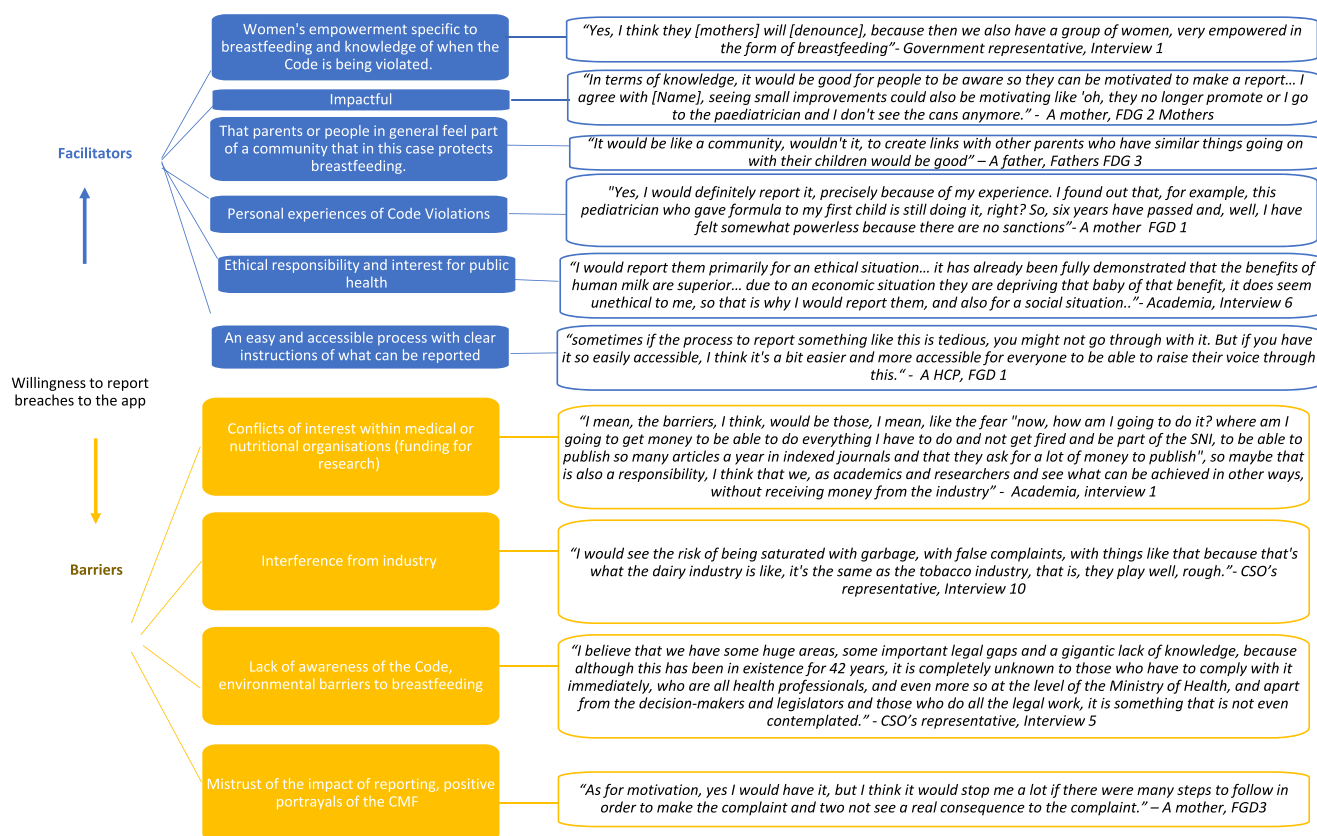 Women's empowerment specific to
breastfeeding and knowledge of when the
Code is being violated.
“Yes, I think they [mothers] will [denounce], because then we also have a group of women, very empowered in
the form of breastfeeding”- Government representative, Interview 1
Impactful
“In terms of knowledge, it would be good for people to be aware so they can be motivated to make a report… I
agree with [Name], seeing small improvements could also be motivating like 'oh, they no longer promote or I go
to the paediatrician and I don't see the cans anymore.” - A mother, FDG 2 Mothers
Facilitators
That parents or people in general feel part
of a community that in this case protects
breastfeeding.
“It would be like a community, wouldn't it, to create links with other parents who have similar things going on
with their children would be good” – A father, Fathers FDG 3
Personal experiences of Code Violations
"Yes, I would definitely report it, precisely because of my experience. I found out that, for example, this
pediatrician who gave formula to my first child is still doing it, right? So, six years have passed and, well, I have
felt somewhat powerless because there are no sanctions”- A mother FGD 1
Ethical responsibility and interest for public
health
“I would report them primarily for an ethical situation… it has already been fully demonstrated that the benefits of
human milk are superior… due to an economic situation they are depriving that baby of that benefit, it does seem
unethical to me, so that is why I would report them, and also for a social situation..”- Academia, Interview 6
An easy and accessible process with clear
instructions of what can be reported
“sometimes if the process to report something like this is tedious, you might not go through with it. But if you have
it so easily accessible, I think it's a bit easier and more accessible for everyone to be able to raise their voice through
this.“ - A HCP, FGD 1
Willingness to report
breaches to the app
Conflicts of interest within medical or
nutritional organisations (funding for
research)
“I mean, the barriers, I think, would be those, I mean, like the fear "now, how am I going to do it? where am I
going to get money to be able to do everything I have to do and not get fired and be part of the SNI, to be able to
publish so many articles a year in indexed journals and that they ask for a lot of money to publish", so maybe that
is also a responsibility, I think that we, as academics and researchers and see what can be achieved in other ways,
without receiving money from the industry” - Academia, interview 1
Barriers
Interference from industry
“I would see the risk of being saturated with garbage, with false complaints, with things like that because that's
what the dairy industry is like, it's the same as the tobacco industry, that is, they play well, rough.”- CSO’s
representative, Interview 10
Lack of awareness of the Code,
environmental barriers to breastfeeding
“I believe that we have some huge areas, some important legal gaps and a gigantic lack of knowledge, because
although this has been in existence for 42 years, it is completely unknown to those who have to comply with it
immediately, who are all health professionals, and even more so at the level of the Ministry of Health, and apart
from the decision-makers and legislators and those who do all the legal work, it is something that is not even
contemplated.” - CSO’s representative, Interview 5
Mistrust of the impact of reporting, positive
portrayals of the CMF
“As for motivation, yes I would have it, but I think it would stop me a lot if there were many steps to follow in
order to make the complaint and two not see a real consequence to the complaint.” – A mother, FGD3